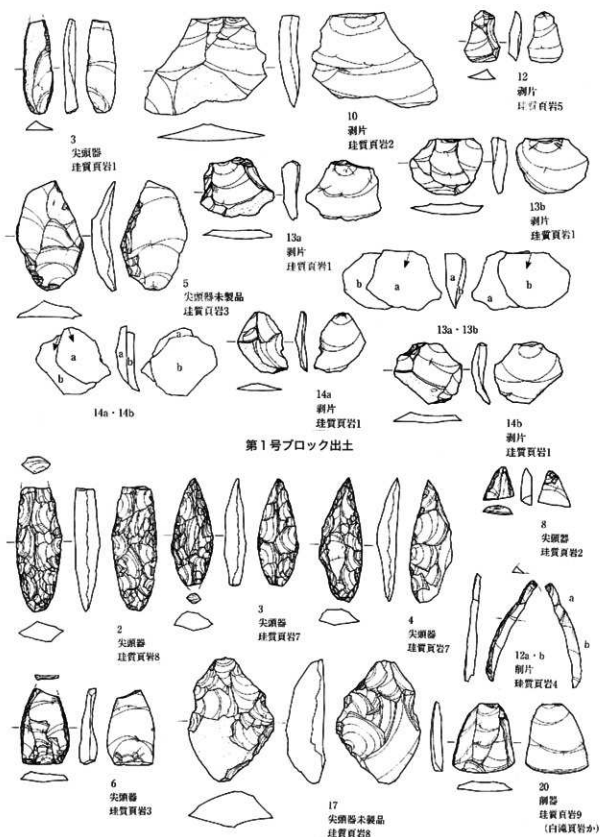 3
尖頭器
珪質頁岩1
10
剥片
珪質頁岩2
12
剥片
珪質頁岩5
5
尖頭器未製品
珪質頁岩3
13a
剥片
珪質頁岩1
13b
剥片
珪質頁岩1
a
b
a
b
a
b
13a・13b
a
b
a
b
a
b
14a・14b
14a
剥片
珪質頁岩1
14b
剥片
珪質頁岩1
第1号ブロック出土
2
尖頭器
珪質頁岩8
3
尖頭器
珪質頁岩7
4
尖頭器
珪質頁岩7
8
尖頭器
珪質頁岩2
a
b
12a・b
削片
珪質頁岩4
6
尖頭器
珪質頁岩3
17
尖頭器未製品
珪質頁岩8
20
削器
珪質頁岩9
(白滝頁岩か)